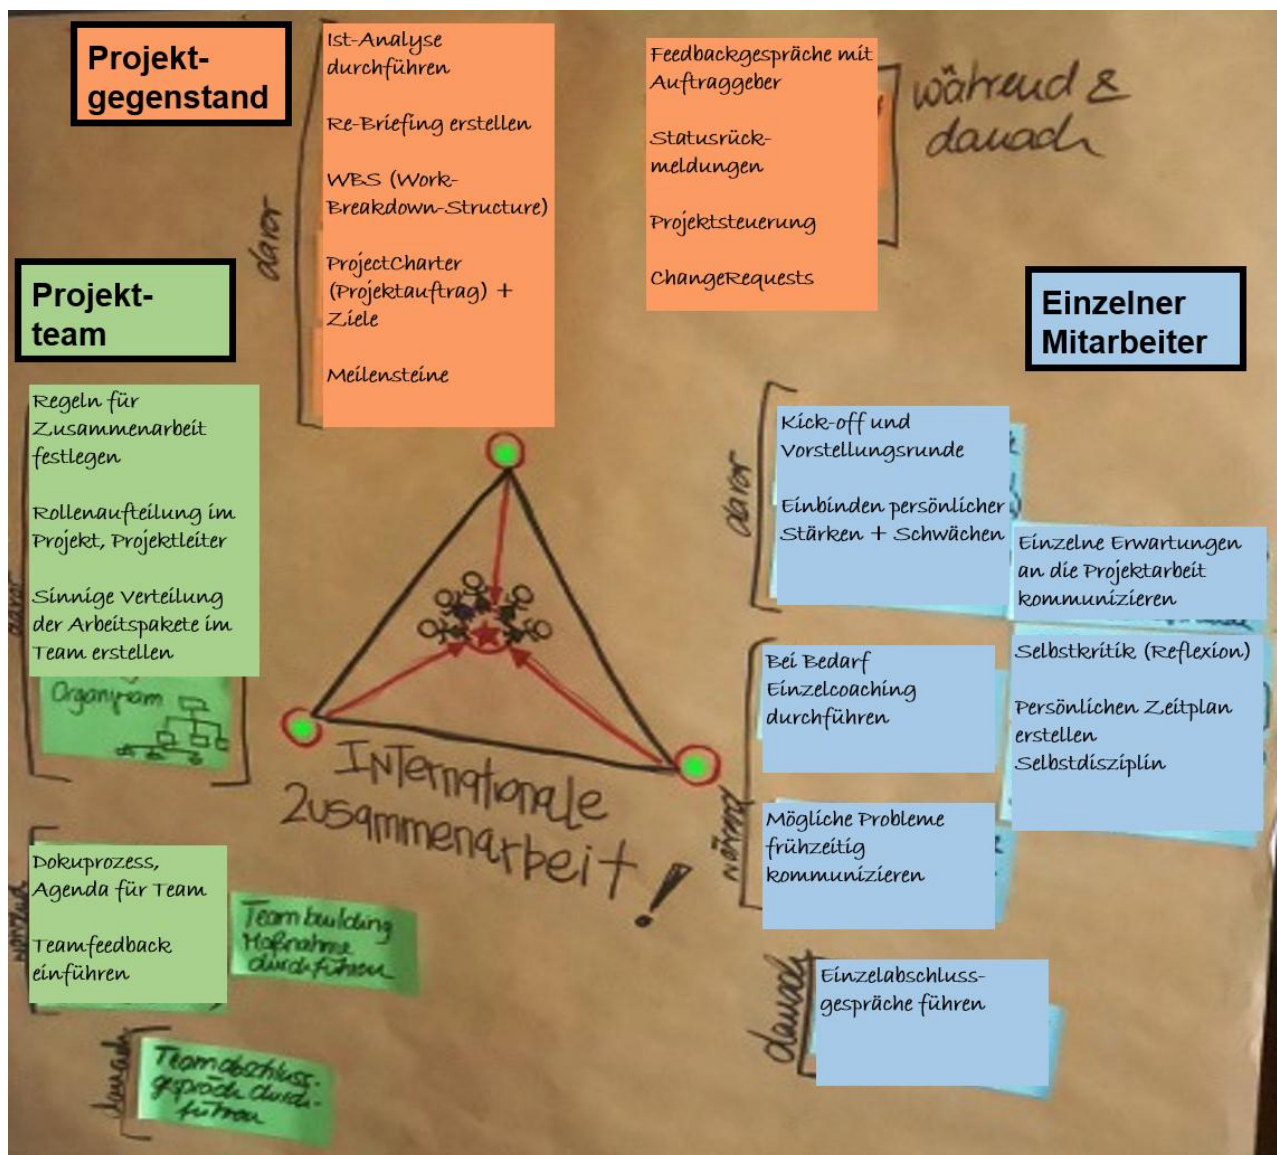 Projekt-
gegenstand
davor
Ist-Analyse
durchführen
Re-Briefing erstellen
WBS (Work-
Breakdown-Structure)
ProjectCharter
(Projektauftrag) +
Ziele
Meilensteine
Feedbackgespräche mit
Auftraggeber
Statusrück-
meldungen
Projektsteuerung
ChangeRequests
während &
danach
Projekt-
team
davor
Regeln für
Zusammenarbeit
festlegen
Rollenaufteilung im
Projekt, Projektleiter
Sinnige Verteilung
der Arbeitspakete im
Team erstellen
Dokuprozess,
Agenda für Team
Teamfeedback
einführen
Teambuilding
Maßnahme
durchführen
danach
Teamabschluss-
gespräch durch-
führen
Internationale
Zusammenarbeit!
Einzelner
Mitarbeiter
davor
Kick-off und
Vorstellungsrunde
Einbinden persönlicher
Stärken + Schwächen
Einzelne Erwartungen
an die Projektarbeit
kommunizieren
Bei Bedarf
Einzelcoaching
durchführen
Selbstkritik (Reflexion)
Persönlichen Zeitplan
erstellen
Selbstdisziplin
Mögliche Probleme
frühzeitig
kommunizieren
danach
Einzelabschluss-
gespräche führen